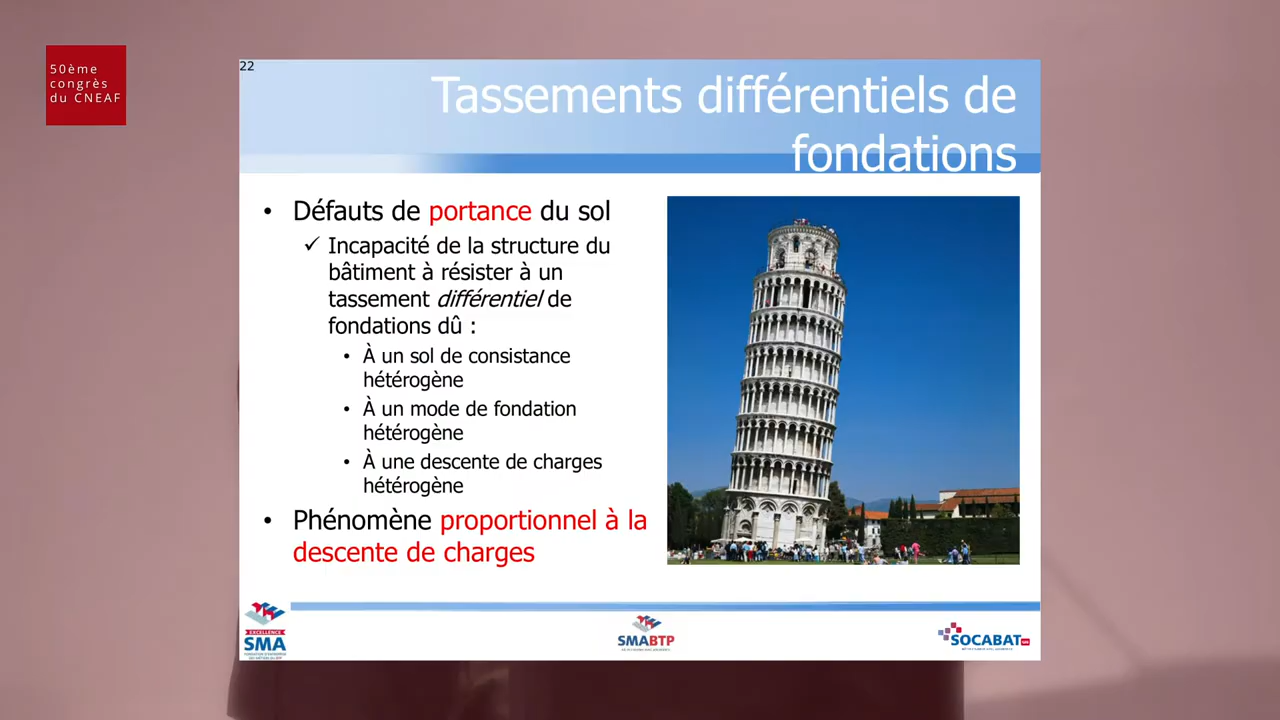 50ème
congrès
du CNEAF
22
Tassements différentiels de
fondations
• Défauts de portance du sol
✓ Incapacité de la structure du
bâtiment à résister à un
tassement différentiel de
fondations dû :
• À un sol de consistance
hétérogène
• À un mode de fondation
hétérogène
• À une descente de charges
hétérogène
• Phénomène proportionnel à la
descente de charges
EXCELLENCE
SMA
SMABTP
SOCABAT